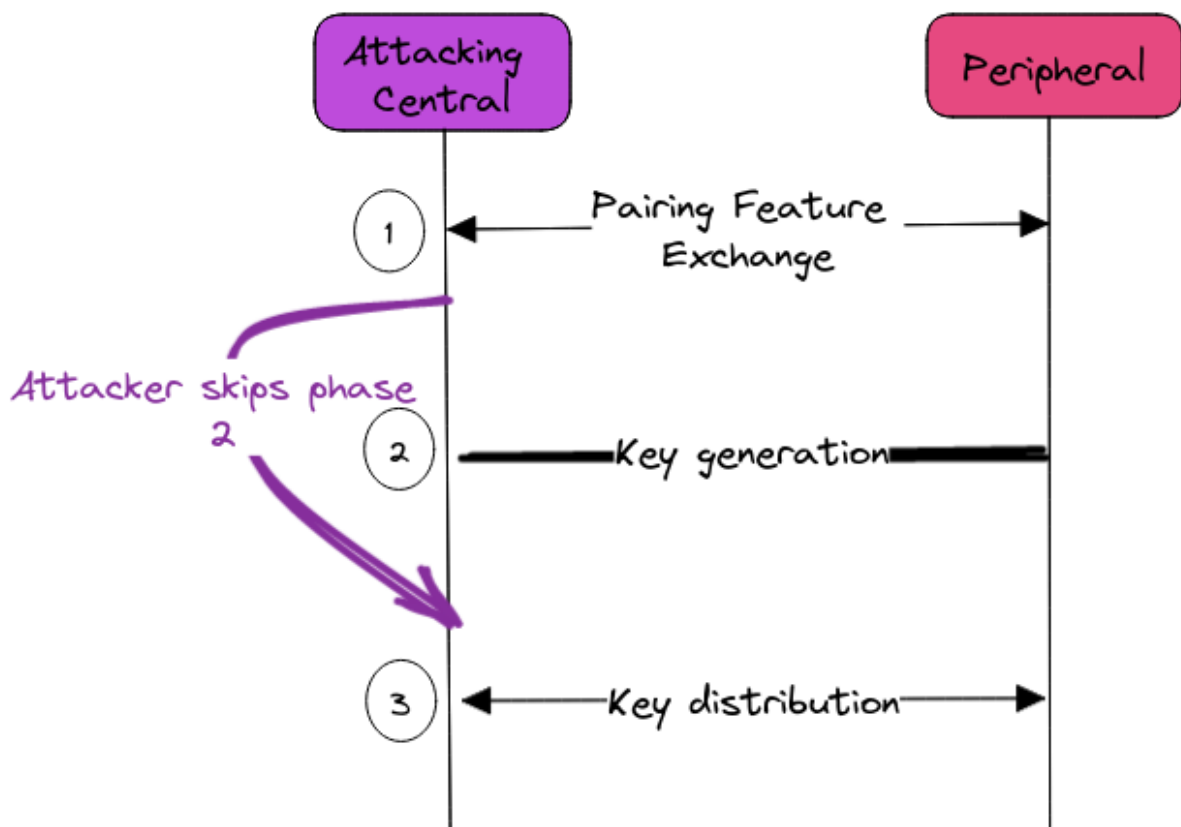 Attacking
Central
Peripheral
1
Pairing Feature
Exchange
Attacker skips phase
2
2
Key generation
3
Key distribution